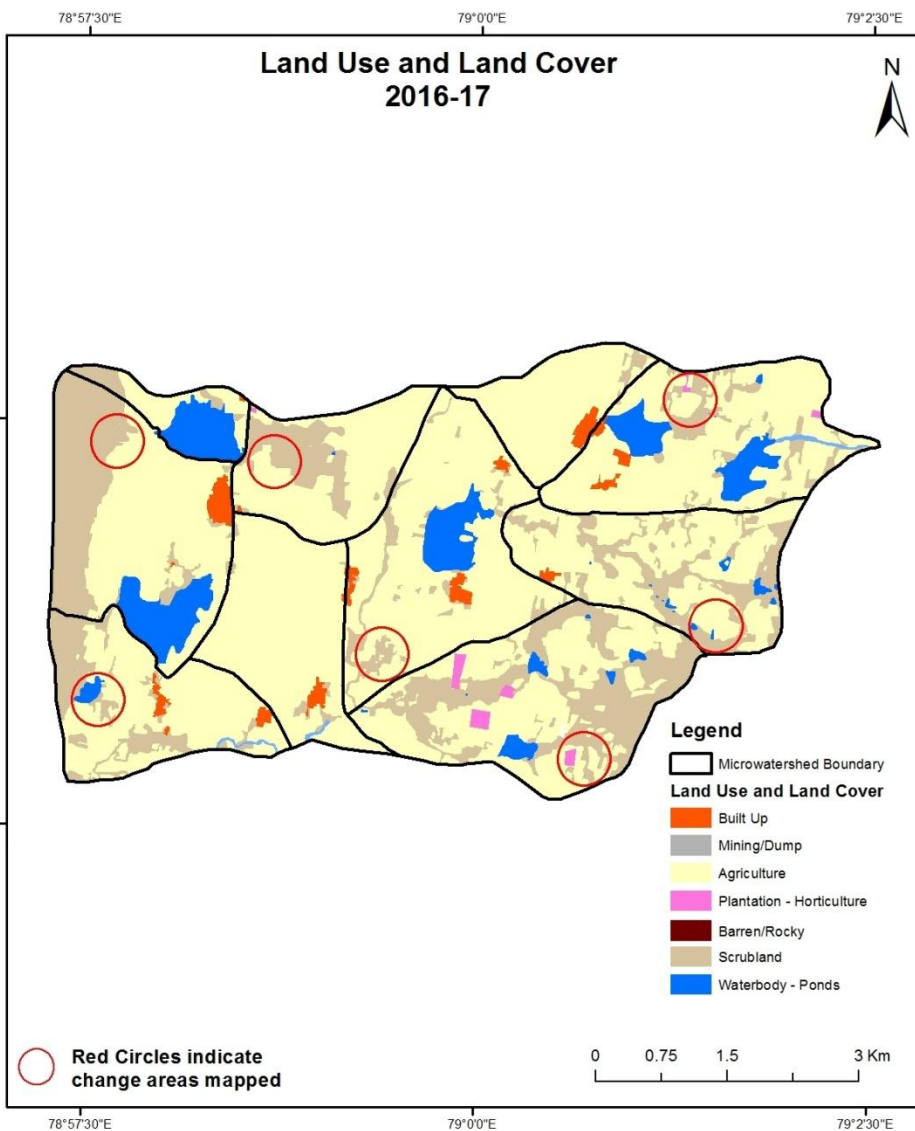 78°57'30"E 79°0'0"E 79°2'30"E
Land Use and Land Cover
2016-17
N
Legend
Microwatershed Boundary
Land Use and Land Cover
Built Up
Mining/Dump
Agriculture
Plantation - Horticulture
Barren/Rocky
Scrubland
Waterbody - Ponds
Red Circles indicate
change areas mapped
0 0.75 1.5 3 Km
78°57'30"E 79°0'0"E 79°2'30"E